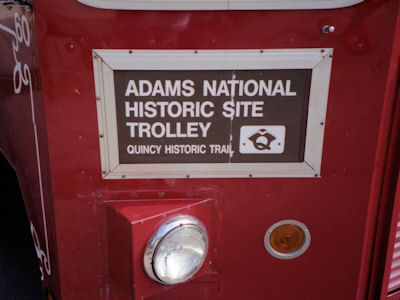 ADAMS NATIONAL
HISTORIC SITE
TROLLEY
QUINCY HISTORIC TRAIL
Q